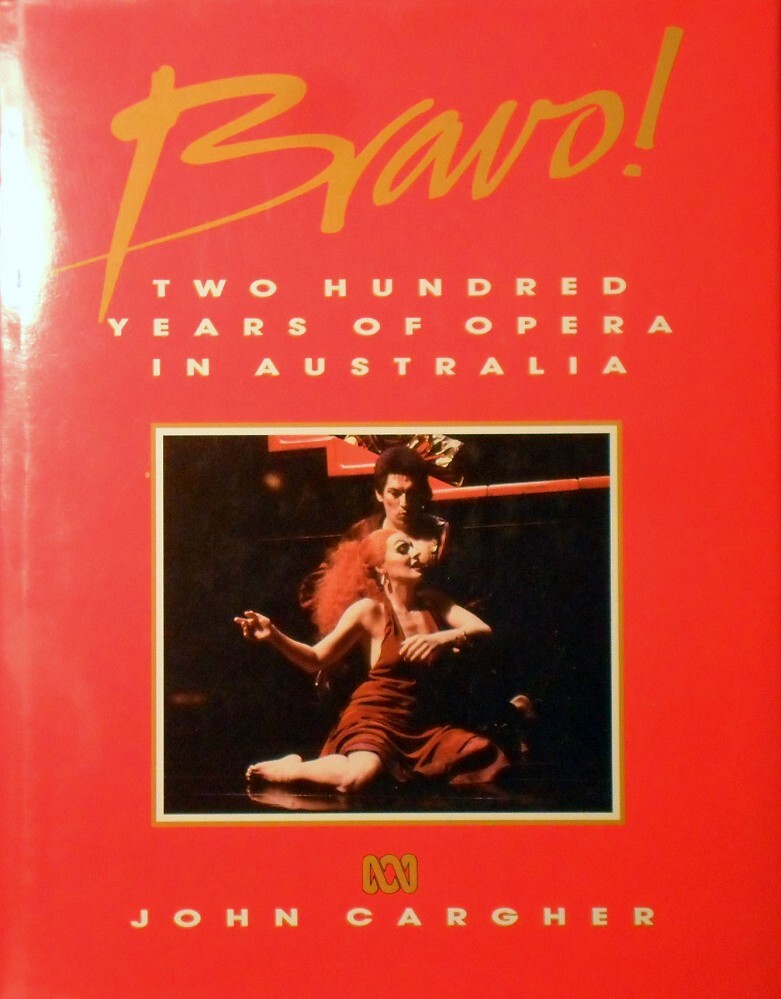 Bravo!
TWO HUNDRED
YEARS OF OPERA
IN AUSTRALIA
JOHN CARGHER